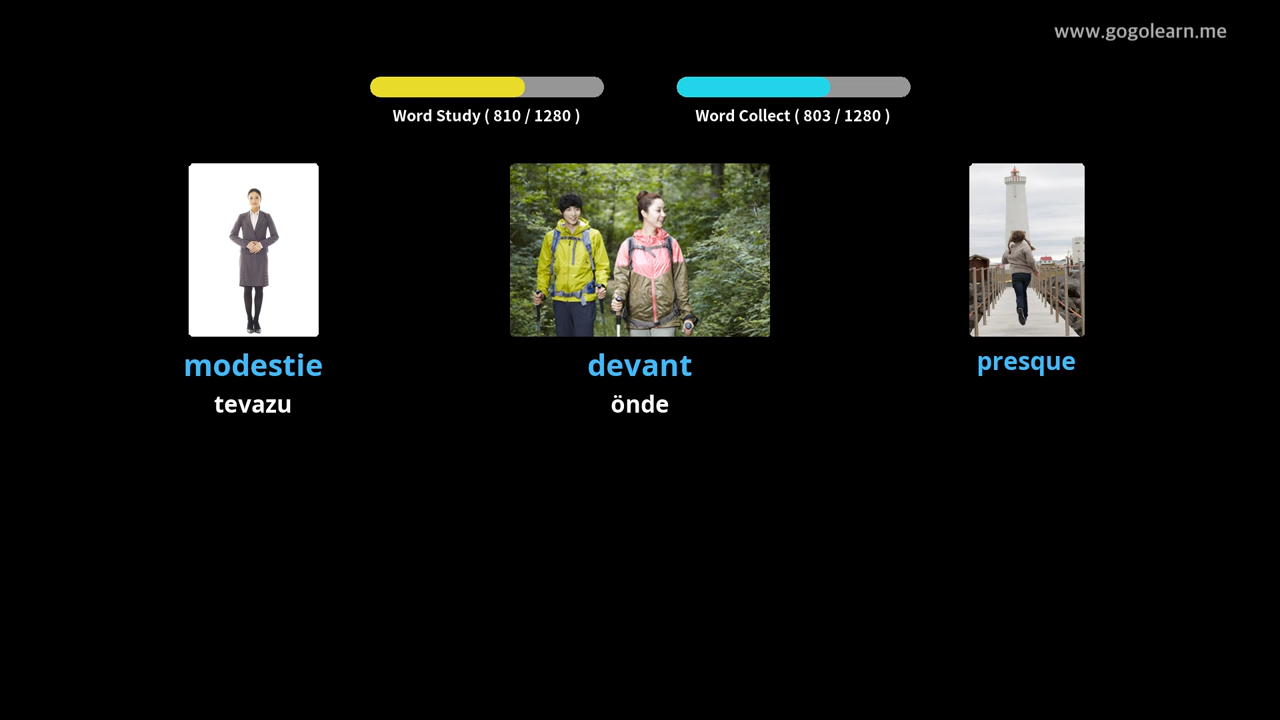 www.gogolearn.me
Word Study ( 810 / 1280 )
Word Collect ( 803 / 1280 )
modestie
tevazu
devant
önde
presque